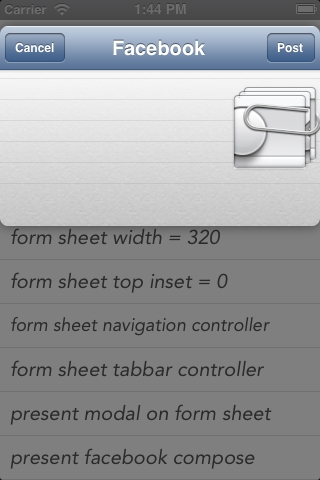 Carrier 1:44 PM
Cancel Facebook Post
form sheet width = 320
form sheet top inset = 0
form sheet navigation controller
form sheet tabbar controller
present modal on form sheet
present facebook compose